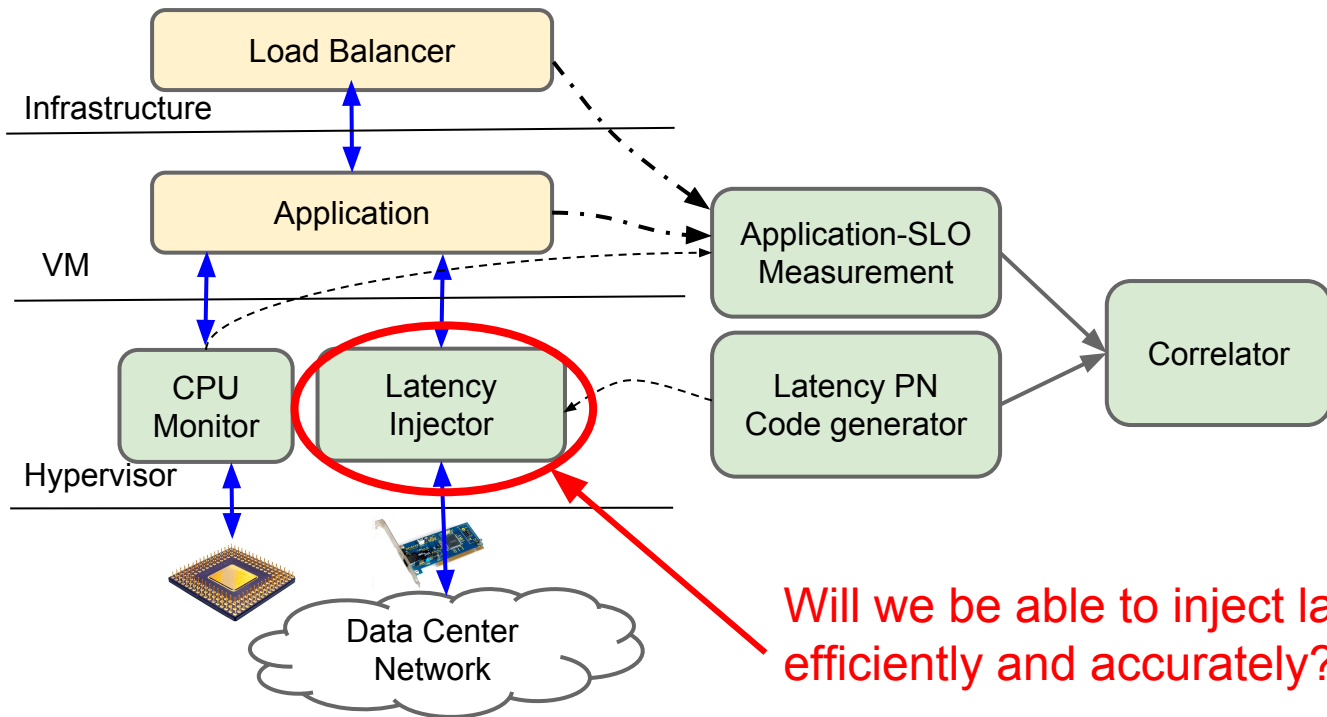 Load Balancer
Infrastructure
Application
VM
Application-SLO
Measurement
CPU
Monitor
Latency
Injector
Latency PN
Code generator
Correlator
Hypervisor
Data Center
Network
Will we be able to inject la
efficiently and accurately?